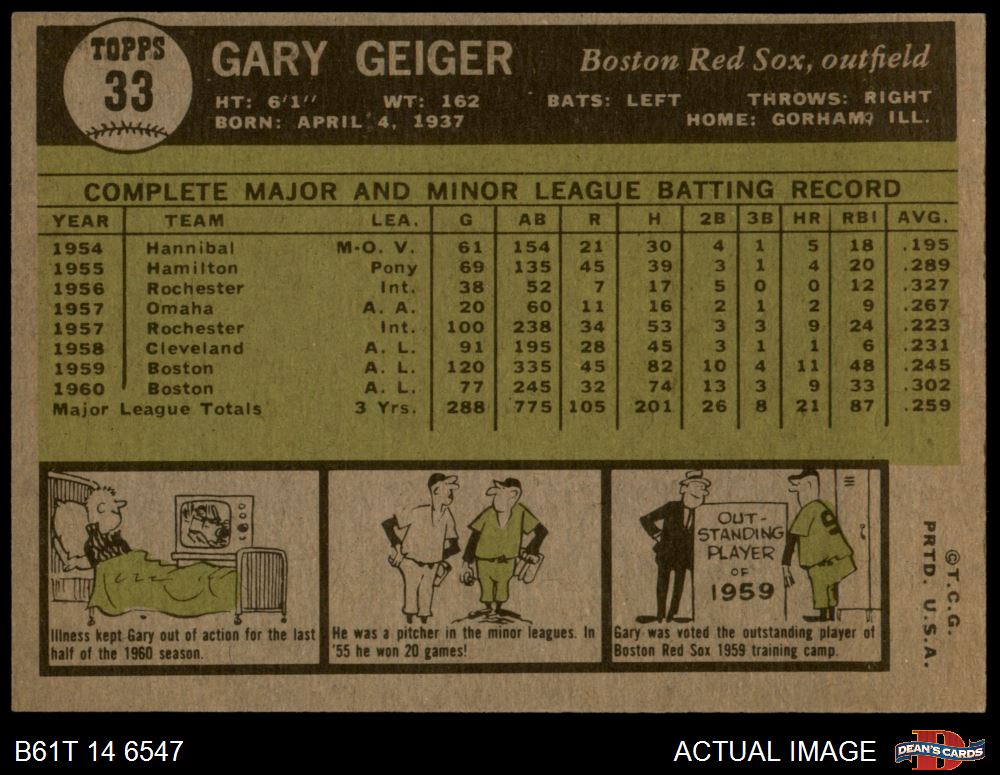 TOPPS
33
GARY GEIGER
Boston Red Sox, outfield
HT: 6'1" WT: 162 BATS: LEFT THROWS: RIGHT
BORN: APRIL 4, 1937 HOME: GORHAM, ILL.
COMPLETE MAJOR AND MINOR LEAGUE BATTING RECORD
YEAR TEAM LEA. G AB R H 2B 3B HR RBI AVG.
1954 Hannibal M-O. V. 61 154 21 30 4 1 5 18 .195
1955 Hamilton Pony 69 135 45 39 3 1 4 20 .289
1956 Rochester Int. 38 52 7 17 5 0 0 12 .327
1957 Omaha A. A. 20 60 11 16 2 1 2 9 .267
1957 Rochester Int. 100 238 34 53 3 3 9 24 .223
1958 Cleveland A. L. 91 195 28 45 3 1 1 6 .231
1959 Boston A. L. 120 335 45 82 10 4 11 48 .245
1960 Boston A. L. 77 245 32 74 13 3 9 33 .302
Major League Totals 3 Yrs. 288 775 105 201 26 8 21 87 .259
Illness kept Gary out of action for the last
half of the 1960 season.
He was a pitcher in the minor leagues. In
'55 he won 20 games!
OUT-
STANDING
PLAYER
OF
1959
9
Gary was voted the outstanding player of
Boston Red Sox 1959 training camp.
©T.C.G.
PRTD. U.S.A.
B61T 14 6547
ACTUAL IMAGE
D
DEAN'S CARDS